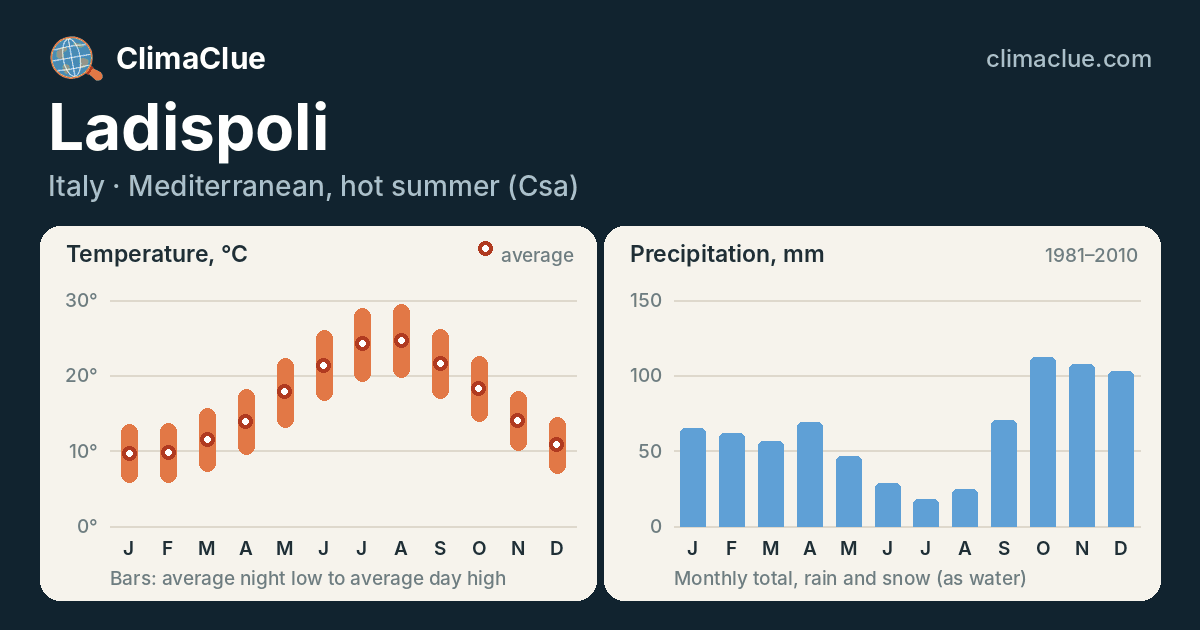 ClimaClue
climaclue.com
Ladispoli
Italy · Mediterranean, hot summer (Csa)
Temperature, °C
average
30°
20°
10°
0°
J F M A M J J A S O N D
Bars: average night low to average day high
Precipitation, mm
1981–2010
150
100
50
0
J F M A M J J A S O N D
Monthly total, rain and snow (as water)